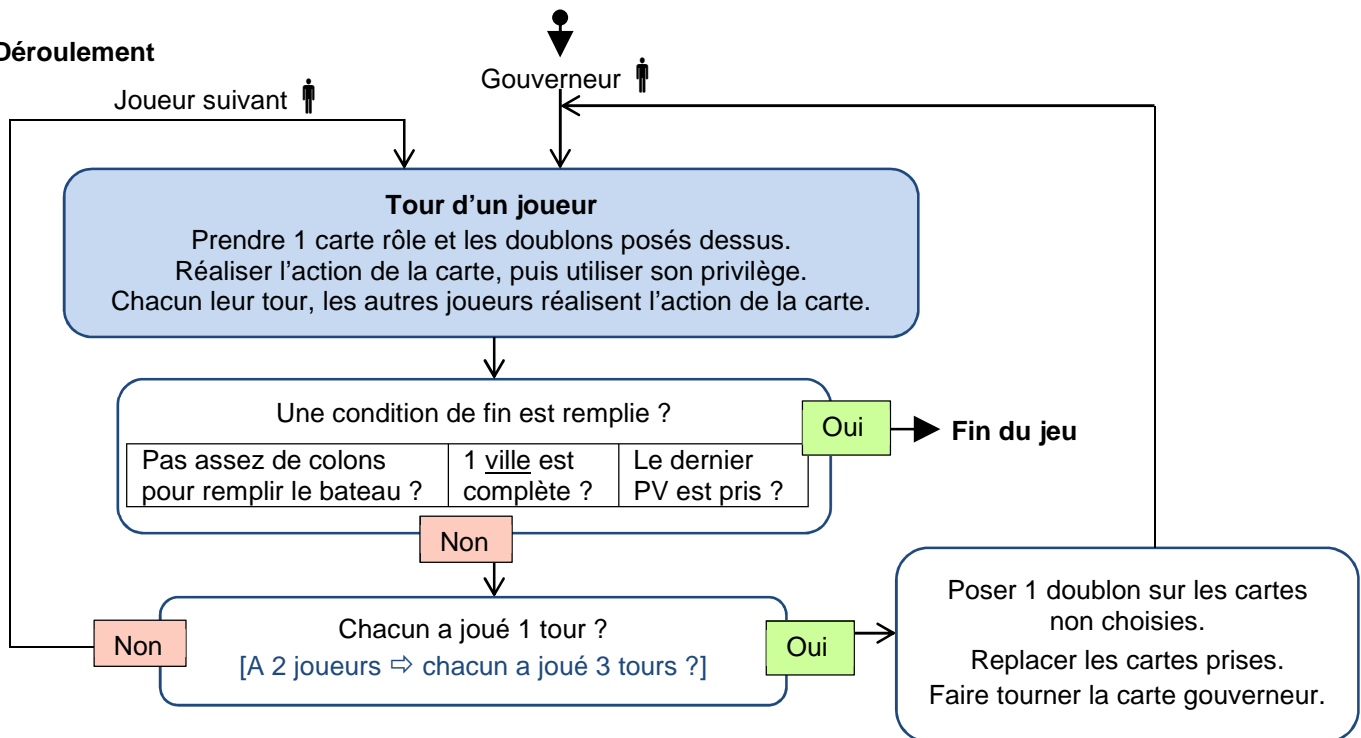 Déroulement
Gouverneur
Joueur suivant
Tour d’un joueur
Prendre 1 carte rôle et les doublons posés dessus.
Réaliser l’action de la carte, puis utiliser son privilège.
Chacun leur tour, les autres joueurs réalisent l’action de la carte.
Une condition de fin est remplie ?
Oui
Fin du jeu
Pas assez de colons
pour remplir le bateau ?
1 ville est
complète ?
Le dernier
PV est pris ?
Non
Chacun a joué 1 tour ?
[A 2 joueurs ⇨ chacun a joué 3 tours ?]
Non
Oui
Poser 1 doublon sur les cartes
non choisies.
Replacer les cartes prises.
Faire tourner la carte gouverneur.